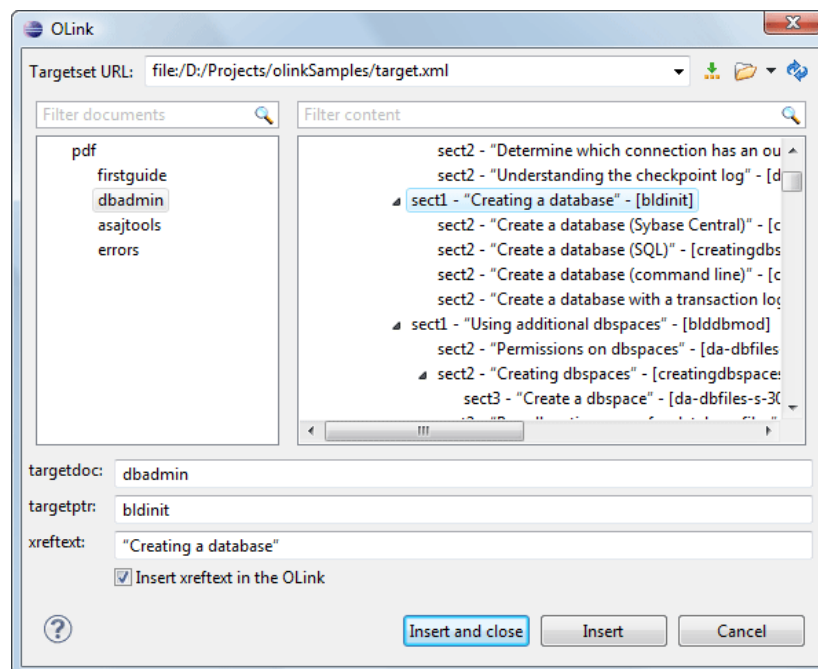 OLink
Targetset URL: file:/D:/Projects/olinkSamples/target.xml
Filter documents
Filter content
pdf
firstguide
dbadmin
asajtools
errors
sect2 - "Determine which connection has an ou
sect2 - "Understanding the checkpoint log" - [d
sect1 - "Creating a database" - [bldinit]
sect2 - "Create a database (Sybase Central)" - [c
sect2 - "Create a database (SQL)" - [creatingdbs
sect2 - "Create a database (command line)" - [c
sect2 - "Create a database with a transaction log
sect1 - "Using additional dbspaces" - [blddbmod]
sect2 - "Permissions on dbspaces" - [da-dbfiles
sect2 - "Creating dbspaces" - [creatingdbspaces
sect3 - "Create a dbspace" - [da-dbfiles-s-30
targetdoc: dbadmin
targetptr: bldinit
xreftext: "Creating a database"
Insert xreftext in the OLink
Insert and close
Insert
Cancel